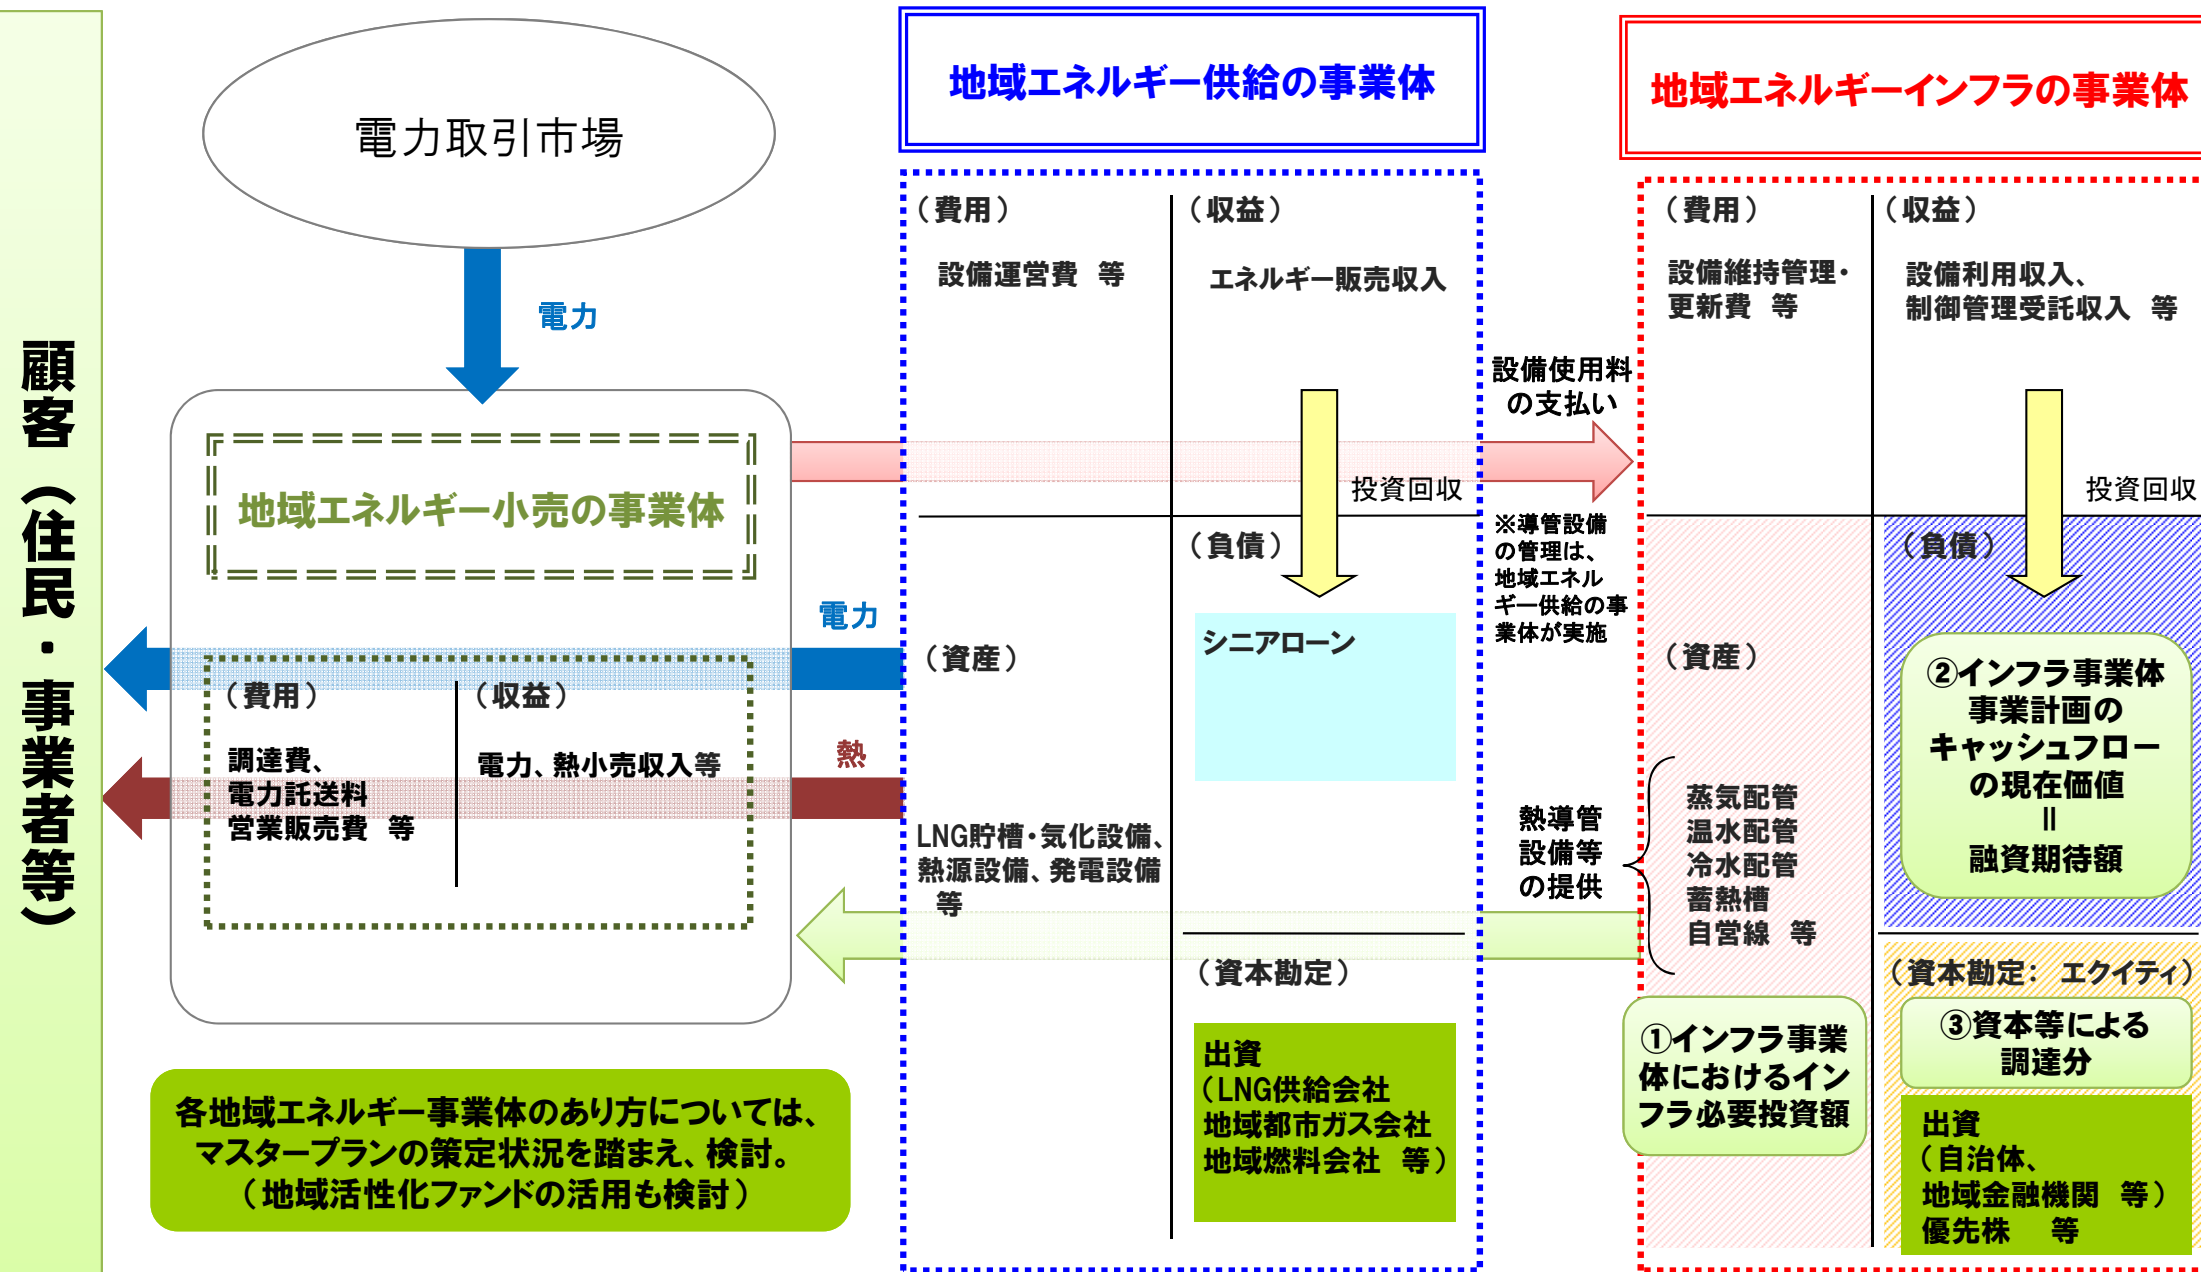 顧客（住民・事業者等）
電力取引市場
電力
地域エネルギー小売の事業体
電力
熱
（費用）
調達費、
電力託送料
営業販売費　等
（収益）
電力、熱小売収入等
各地域エネルギー事業体のあり方については、
マスタープランの策定状況を踏まえ、検討。
（地域活性化ファンドの活用も検討）
地域エネルギー供給の事業体
（費用）
設備運営費　等
（収益）
エネルギー販売収入
投資回収
（資産）
LNG貯槽・気化設備、
熱源設備、発電設備
等
（負債）
シニアローン
（資本勘定）
出資
（LNG供給会社
地域都市ガス会社
地域燃料会社　等）
設備使用料
の支払い
※導管設備
の管理は、
地域エネル
ギー供給の事
業体が実施
熱導管
設備等
の提供
地域エネルギーインフラの事業体
（費用）
設備維持管理・
更新費　等
（収益）
設備利用収入、
制御管理受託収入　等
投資回収
（資産）
蒸気配管
温水配管
冷水配管
蓄熱槽
自営線　等
①インフラ事業
体におけるイン
フラ必要投資額
（負債）
②インフラ事業体
事業計画の
キャッシュフロー
の現在価値
＝
融資期待額
（資本勘定：　エクイティ）
③資本等による
調達分
出資
（自治体、
地域金融機関　等）
優先株　　等